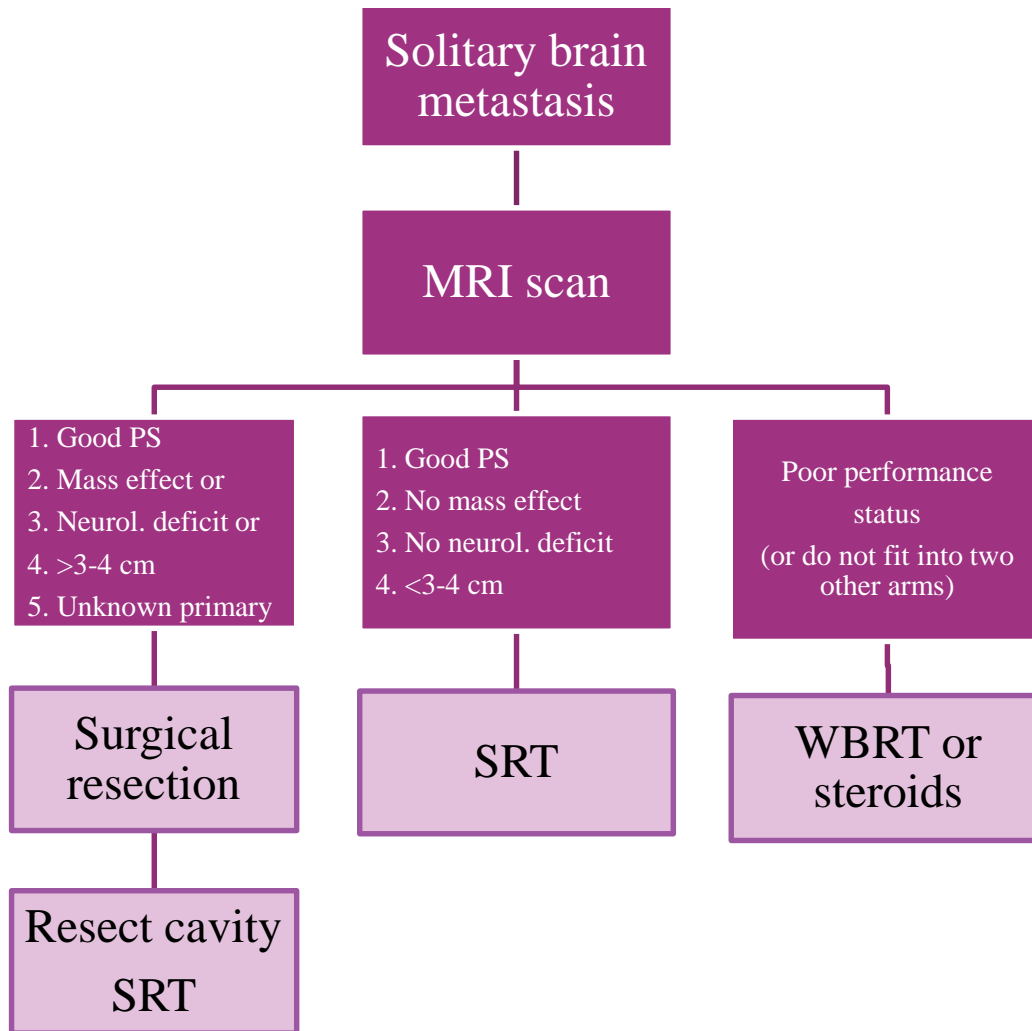 Solitary brain
metastasis
MRI scan
1. Good PS
2. Mass effect or
3. Neurol. deficit or
4. >3-4 cm
5. Unknown primary
1. Good PS
2. No mass effect
3. No neurol. deficit
4. <3-4 cm
Poor performance
status
(or do not fit into two
other arms)
Surgical
resection
SRT
WBRT or
steroids
Resect cavity
SRT